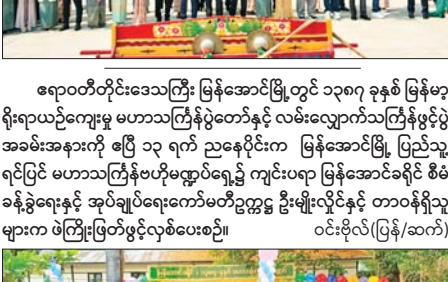 ဧရာဝတီတိုင်းဒေသကြီး မြန်အောင်မြို့တွင် ၁၃၈၇ ခုနှစ် မြန်မာ့
ရိုးရာယဉ်ကျေးမှု မဟာသင်္ကြန်ပွဲတော်နှင့် လမ်းလျှောက်သင်္ကြန်ဖွင့်ပွဲ
အခမ်းအနားကို ဧပြီ ၁၃ ရက် ညနေပိုင်းက မြန်အောင်မြို့ ပြည်သူ့
ရင်ပြင် မဟာသင်္ကြန်ဗဟိုမဏ္ဍပ်ရှေ့၌ ကျင်းပရာ မြန်အောင်ခရိုင် စီမံ
ခန့်ခွဲရေးနှင့် အုပ်ချုပ်ရေးကော်မတီဥက္ကဋ္ဌ ဦးမျိုးလှိုင်နှင့် တာဝန်ရှိသူ
များက ဖဲကြိုးဖြတ်ဖွင့်လှစ်ပေးစဉ်။ ဝင်းဗိုလ်(ပြန်/ဆက်)